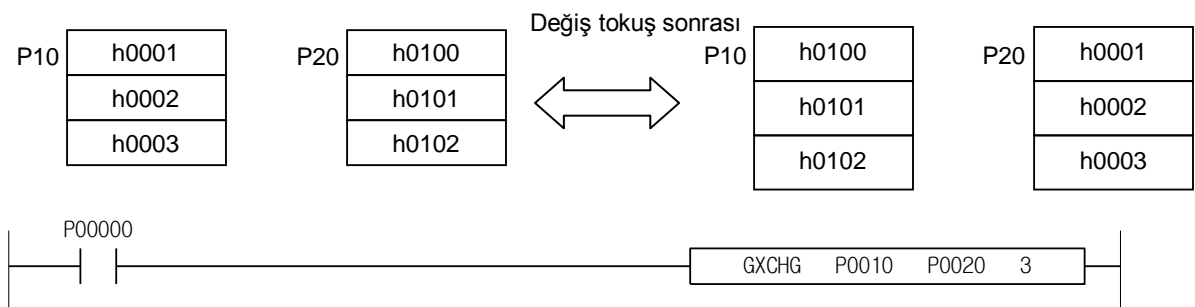 Değiş tokuş sonrası
P10 h0001 P20 h0100 P10 h0100 P20 h0001
h0002 h0101 h0101 h0002
h0003 h0102 h0102 h0003
P00000
GXCHG P0010 P0020 3